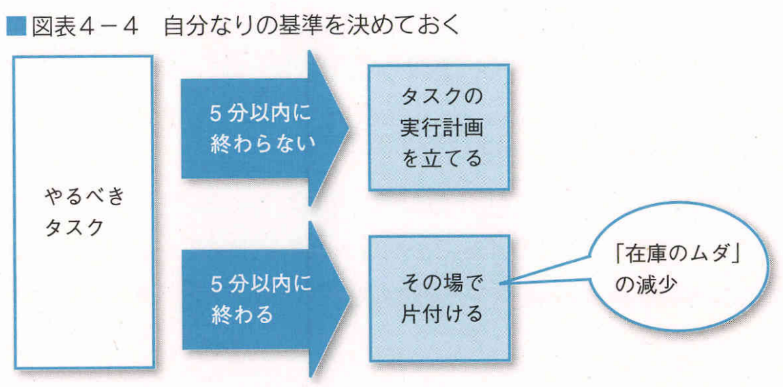 ■図表4-4 自分なりの基準を決めておく
やるべき
タスク
5分以内に
終わらない
タスクの
実行計画
を立てる
5分以内に
終わる
その場で
片付ける
「在庫のムダ」
の減少